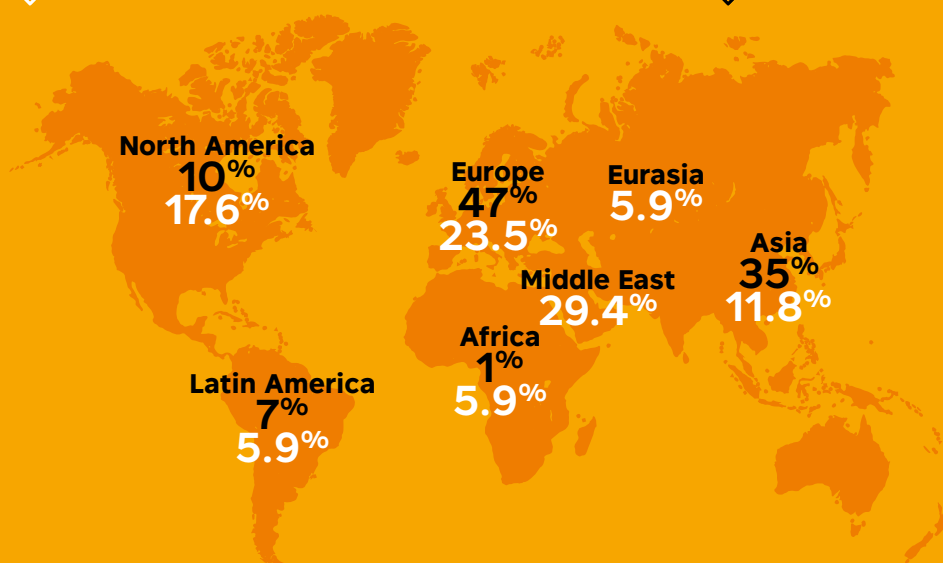 North America
10%
17.6%
Europe
47%
23.5%
Eurasia
5.9%
Asia
35%
11.8%
Middle East
29.4%
Africa
1%
5.9%
Latin America
7%
5.9%